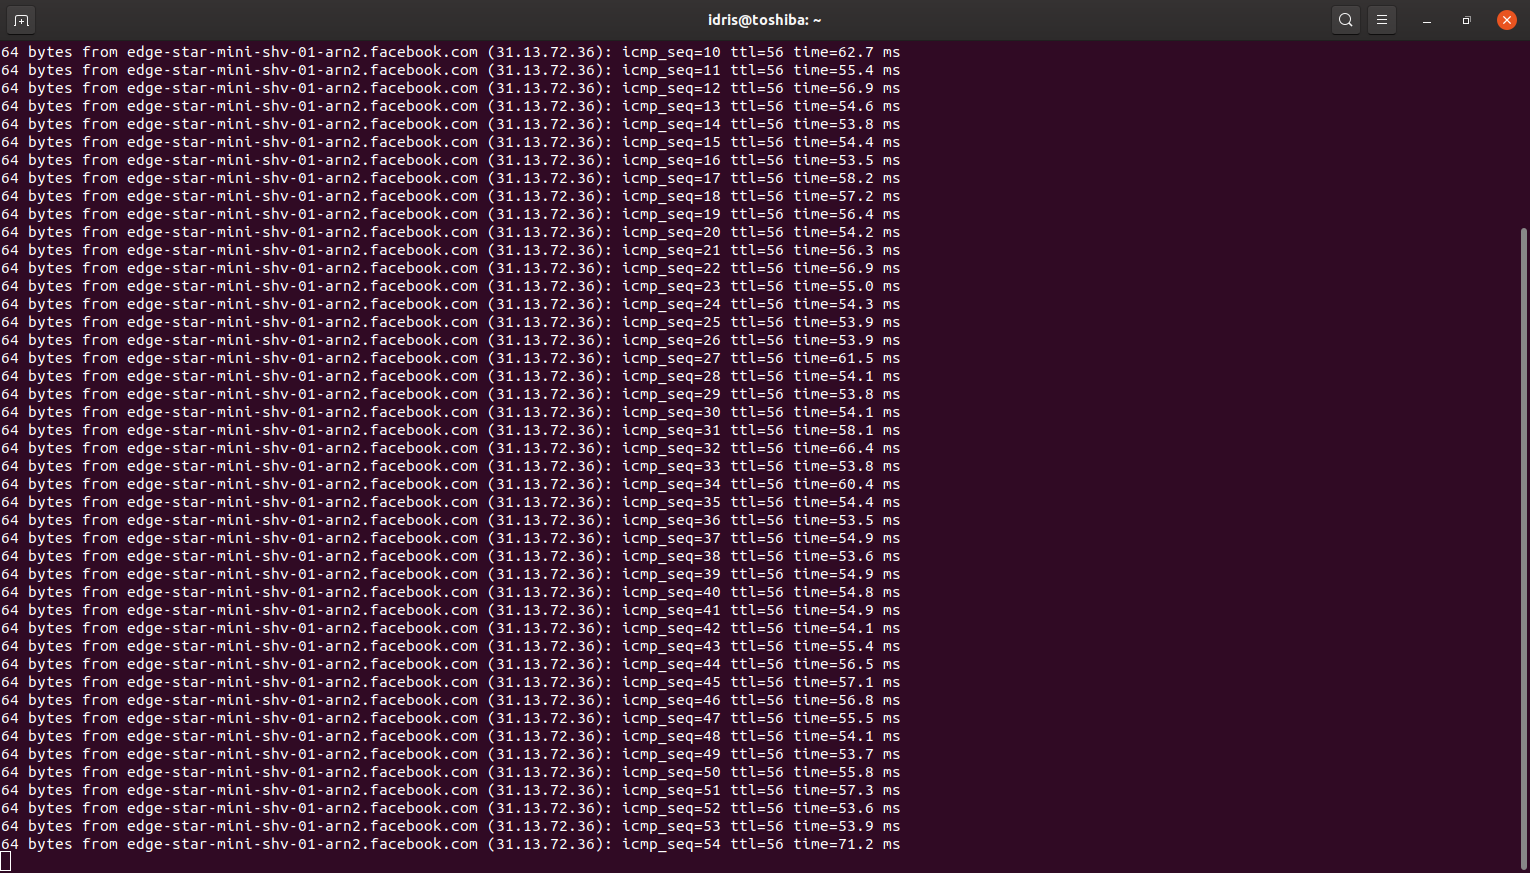 idris@toshiba: ~
64 bytes from edge-star-mini-shv-01-arn2.facebook.com (31.13.72.36): icmp_seq=10 ttl=56 time=62.7 ms
64 bytes from edge-star-mini-shv-01-arn2.facebook.com (31.13.72.36): icmp_seq=11 ttl=56 time=55.4 ms
64 bytes from edge-star-mini-shv-01-arn2.facebook.com (31.13.72.36): icmp_seq=12 ttl=56 time=56.9 ms
64 bytes from edge-star-mini-shv-01-arn2.facebook.com (31.13.72.36): icmp_seq=13 ttl=56 time=54.6 ms
64 bytes from edge-star-mini-shv-01-arn2.facebook.com (31.13.72.36): icmp_seq=14 ttl=56 time=53.8 ms
64 bytes from edge-star-mini-shv-01-arn2.facebook.com (31.13.72.36): icmp_seq=15 ttl=56 time=54.4 ms
64 bytes from edge-star-mini-shv-01-arn2.facebook.com (31.13.72.36): icmp_seq=16 ttl=56 time=53.5 ms
64 bytes from edge-star-mini-shv-01-arn2.facebook.com (31.13.72.36): icmp_seq=17 ttl=56 time=58.2 ms
64 bytes from edge-star-mini-shv-01-arn2.facebook.com (31.13.72.36): icmp_seq=18 ttl=56 time=57.2 ms
64 bytes from edge-star-mini-shv-01-arn2.facebook.com (31.13.72.36): icmp_seq=19 ttl=56 time=56.4 ms
64 bytes from edge-star-mini-shv-01-arn2.facebook.com (31.13.72.36): icmp_seq=20 ttl=56 time=54.2 ms
64 bytes from edge-star-mini-shv-01-arn2.facebook.com (31.13.72.36): icmp_seq=21 ttl=56 time=56.3 ms
64 bytes from edge-star-mini-shv-01-arn2.facebook.com (31.13.72.36): icmp_seq=22 ttl=56 time=56.9 ms
64 bytes from edge-star-mini-shv-01-arn2.facebook.com (31.13.72.36): icmp_seq=23 ttl=56 time=55.0 ms
64 bytes from edge-star-mini-shv-01-arn2.facebook.com (31.13.72.36): icmp_seq=24 ttl=56 time=54.3 ms
64 bytes from edge-star-mini-shv-01-arn2.facebook.com (31.13.72.36): icmp_seq=25 ttl=56 time=53.9 ms
64 bytes from edge-star-mini-shv-01-arn2.facebook.com (31.13.72.36): icmp_seq=26 ttl=56 time=53.9 ms
64 bytes from edge-star-mini-shv-01-arn2.facebook.com (31.13.72.36): icmp_seq=27 ttl=56 time=61.5 ms
64 bytes from edge-star-mini-shv-01-arn2.facebook.com (31.13.72.36): icmp_seq=28 ttl=56 time=54.1 ms
64 bytes from edge-star-mini-shv-01-arn2.facebook.com (31.13.72.36): icmp_seq=29 ttl=56 time=53.8 ms
64 bytes from edge-star-mini-shv-01-arn2.facebook.com (31.13.72.36): icmp_seq=30 ttl=56 time=54.1 ms
64 bytes from edge-star-mini-shv-01-arn2.facebook.com (31.13.72.36): icmp_seq=31 ttl=56 time=58.1 ms
64 bytes from edge-star-mini-shv-01-arn2.facebook.com (31.13.72.36): icmp_seq=32 ttl=56 time=66.4 ms
64 bytes from edge-star-mini-shv-01-arn2.facebook.com (31.13.72.36): icmp_seq=33 ttl=56 time=53.8 ms
64 bytes from edge-star-mini-shv-01-arn2.facebook.com (31.13.72.36): icmp_seq=34 ttl=56 time=60.4 ms
64 bytes from edge-star-mini-shv-01-arn2.facebook.com (31.13.72.36): icmp_seq=35 ttl=56 time=54.4 ms
64 bytes from edge-star-mini-shv-01-arn2.facebook.com (31.13.72.36): icmp_seq=36 ttl=56 time=53.5 ms
64 bytes from edge-star-mini-shv-01-arn2.facebook.com (31.13.72.36): icmp_seq=37 ttl=56 time=54.9 ms
64 bytes from edge-star-mini-shv-01-arn2.facebook.com (31.13.72.36): icmp_seq=38 ttl=56 time=53.6 ms
64 bytes from edge-star-mini-shv-01-arn2.facebook.com (31.13.72.36): icmp_seq=39 ttl=56 time=54.9 ms
64 bytes from edge-star-mini-shv-01-arn2.facebook.com (31.13.72.36): icmp_seq=40 ttl=56 time=54.8 ms
64 bytes from edge-star-mini-shv-01-arn2.facebook.com (31.13.72.36): icmp_seq=41 ttl=56 time=54.9 ms
64 bytes from edge-star-mini-shv-01-arn2.facebook.com (31.13.72.36): icmp_seq=42 ttl=56 time=54.1 ms
64 bytes from edge-star-mini-shv-01-arn2.facebook.com (31.13.72.36): icmp_seq=43 ttl=56 time=55.4 ms
64 bytes from edge-star-mini-shv-01-arn2.facebook.com (31.13.72.36): icmp_seq=44 ttl=56 time=56.5 ms
64 bytes from edge-star-mini-shv-01-arn2.facebook.com (31.13.72.36): icmp_seq=45 ttl=56 time=57.1 ms
64 bytes from edge-star-mini-shv-01-arn2.facebook.com (31.13.72.36): icmp_seq=46 ttl=56 time=56.8 ms
64 bytes from edge-star-mini-shv-01-arn2.facebook.com (31.13.72.36): icmp_seq=47 ttl=56 time=55.5 ms
64 bytes from edge-star-mini-shv-01-arn2.facebook.com (31.13.72.36): icmp_seq=48 ttl=56 time=54.1 ms
64 bytes from edge-star-mini-shv-01-arn2.facebook.com (31.13.72.36): icmp_seq=49 ttl=56 time=53.7 ms
64 bytes from edge-star-mini-shv-01-arn2.facebook.com (31.13.72.36): icmp_seq=50 ttl=56 time=55.8 ms
64 bytes from edge-star-mini-shv-01-arn2.facebook.com (31.13.72.36): icmp_seq=51 ttl=56 time=57.3 ms
64 bytes from edge-star-mini-shv-01-arn2.facebook.com (31.13.72.36): icmp_seq=52 ttl=56 time=53.6 ms
64 bytes from edge-star-mini-shv-01-arn2.facebook.com (31.13.72.36): icmp_seq=53 ttl=56 time=53.9 ms
64 bytes from edge-star-mini-shv-01-arn2.facebook.com (31.13.72.36): icmp_seq=54 ttl=56 time=71.2 ms